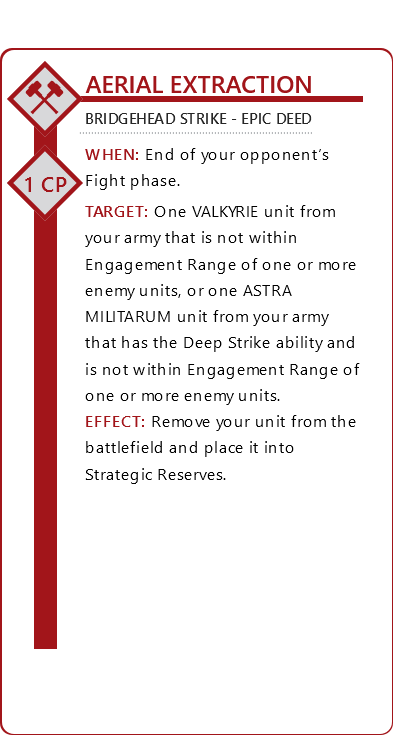 AERIAL EXTRACTION
BRIDGEHEAD STRIKE - EPIC DEED
1 CP
WHEN: End of your opponent's
Fight phase.
TARGET: One VALKYRIE unit from
your army that is not within
Engagement Range of one or more
enemy units, or one ASTRA
MILITARUM unit from your army
that has the Deep Strike ability and
is not within Engagement Range of
one or more enemy units.
EFFECT: Remove your unit from the
battlefield and place it into
Strategic Reserves.